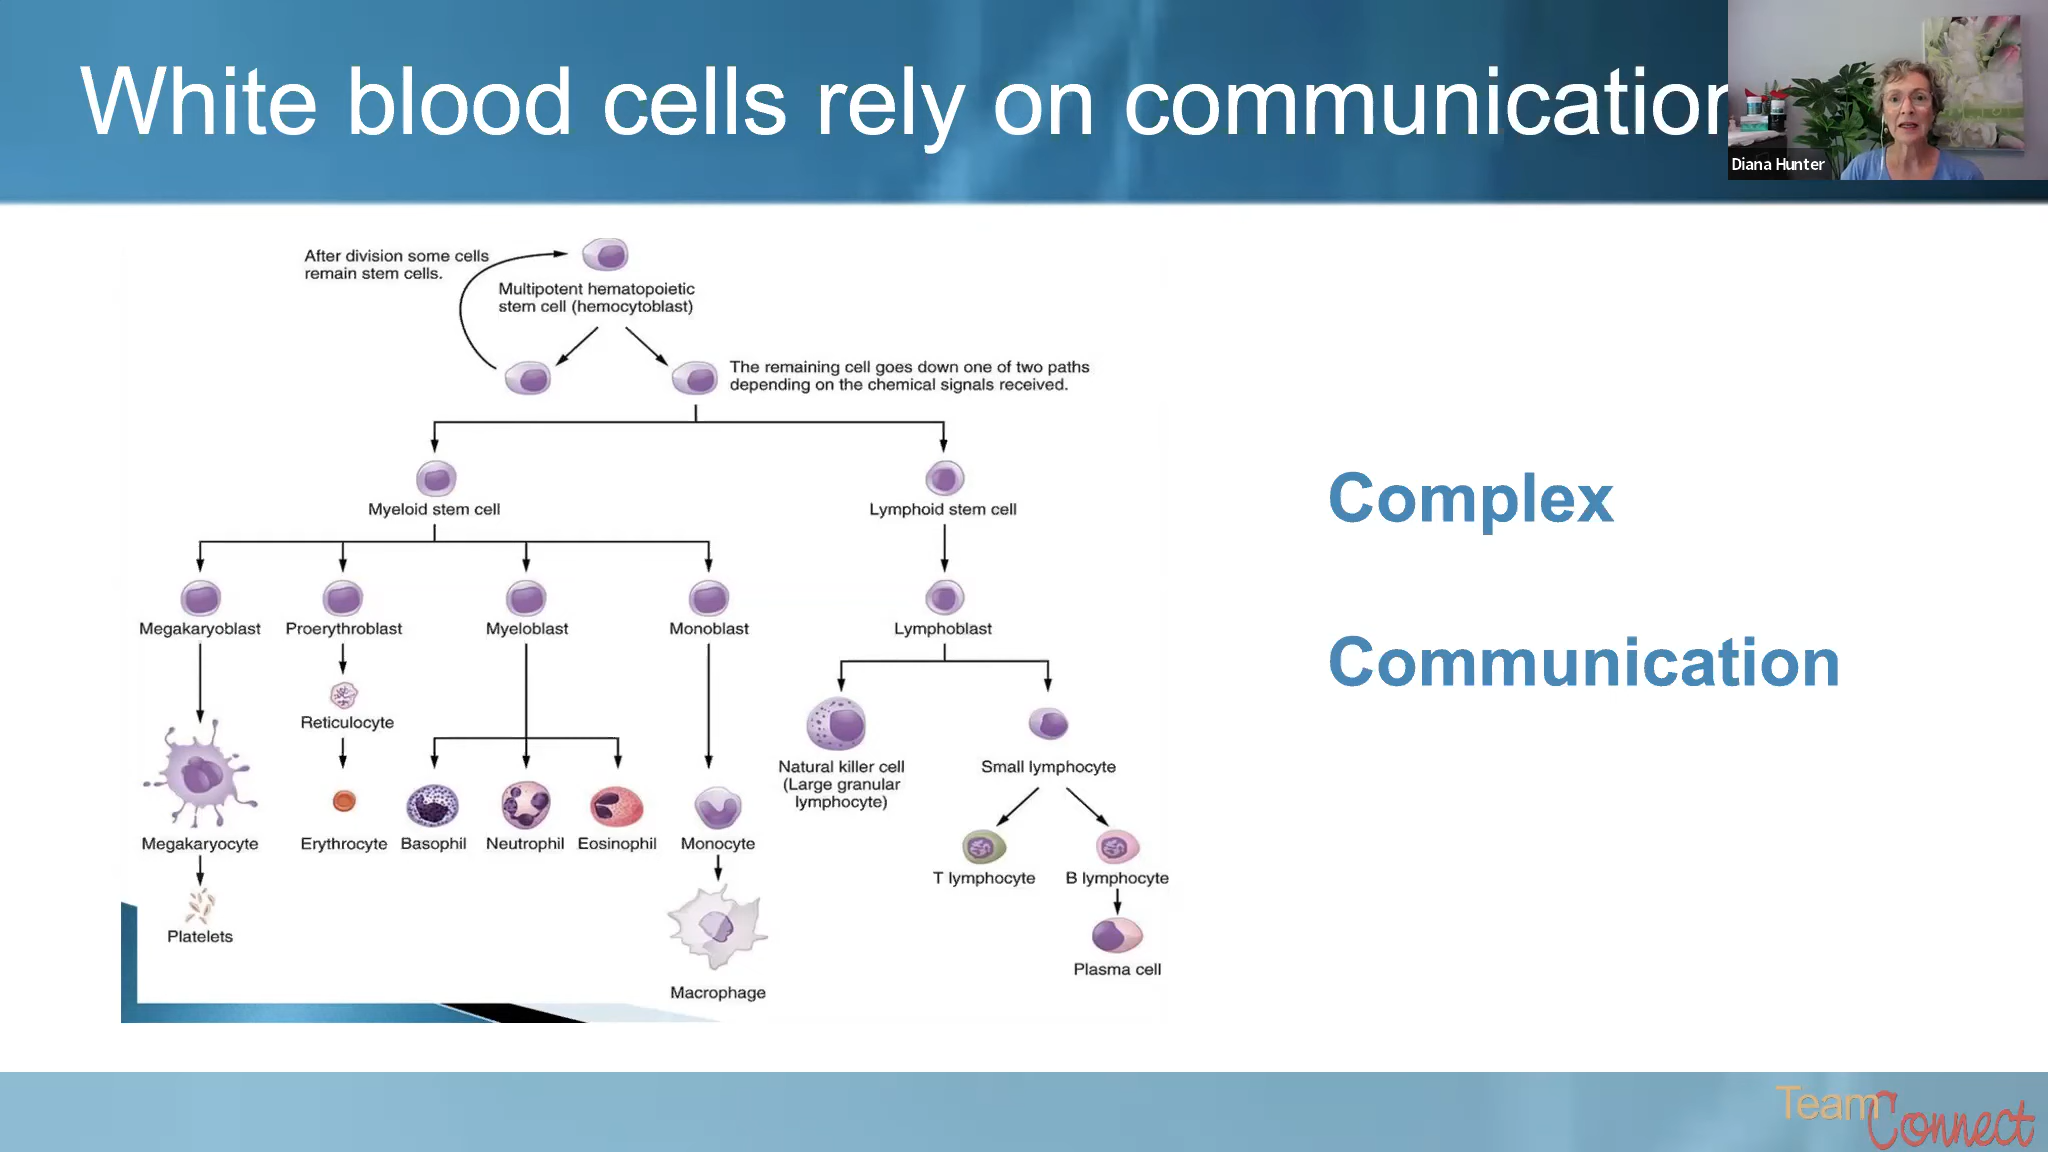 White blood cells rely on communication
Diana Hunter
After division some cells
remain stem cells.
Multipotent hematopoietic
stem cell (hemocytoblast)
The remaining cell goes down one of two paths
depending on the chemical signals received.
Myeloid stem cell
Lymphoid stem cell
Megakaryoblast
Proerythroblast
Myeloblast
Monoblast
Lymphoblast
Reticulocyte
Natural killer cell
(Large granular
lymphocyte)
Small lymphocyte
Megakaryocyte
Erythrocyte
Basophil
Neutrophil
Eosinophil
Monocyte
T lymphocyte
B lymphocyte
Platelets
Plasma cell
Macrophage
Complex
Communication
Team Connect